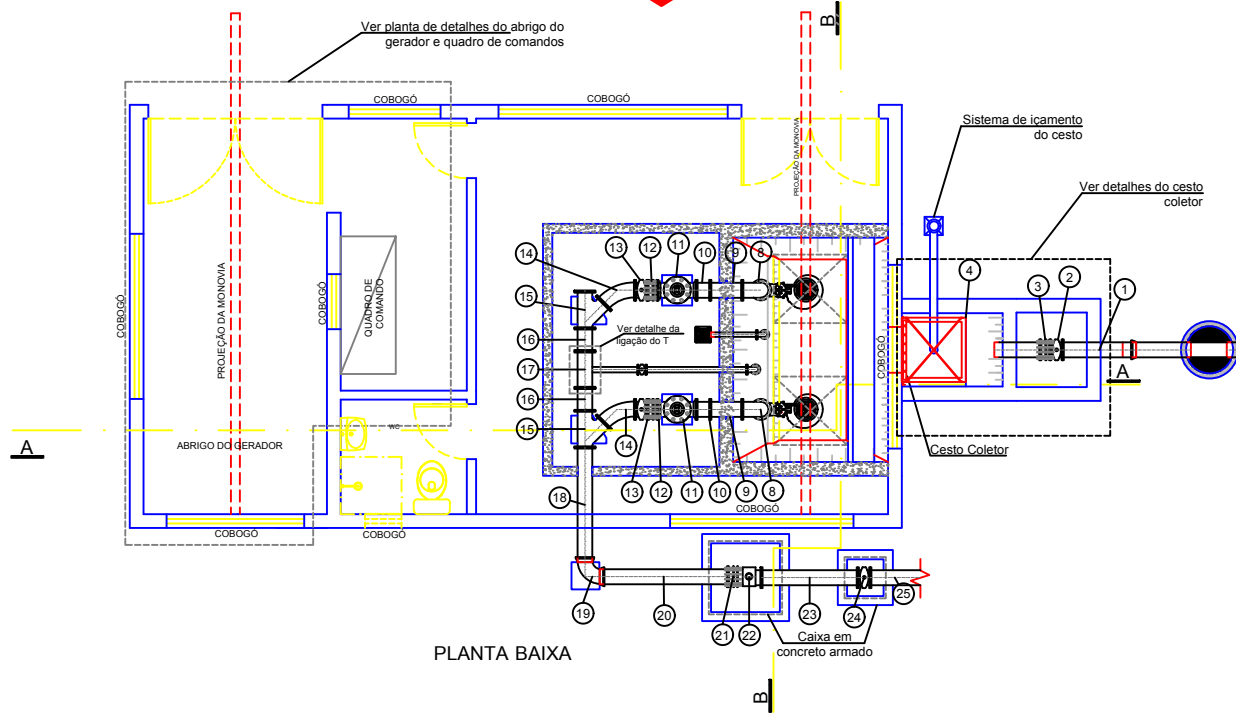 Ver planta de detalhes do abrigo do
gerador e quadro de comandos
B
COBOGÓ
COBOGÓ
Sistema de içamento
do cesto
Ver detalhes do cesto
coletor
PROJEÇÃO DA MONOVIA
14
13
12
11
10
9
8
4
3
2
1
15
Ver detalhe da
ligação do T
16
17
16
15
COBOGÓ
PROJEÇÃO DA MONOVIA
COBOGÓ
QUADRO DE
COMANDO
COBOGÓ
A
A
ABRIGO DO GERADOR
WC
14
13
12
11
10
9
8
Cesto Coletor
18
COBOGÓ
COBOGÓ
COBOGÓ
19
20
21
22
23
24
25
Caixa em
concreto armado
PLANTA BAIXA
B